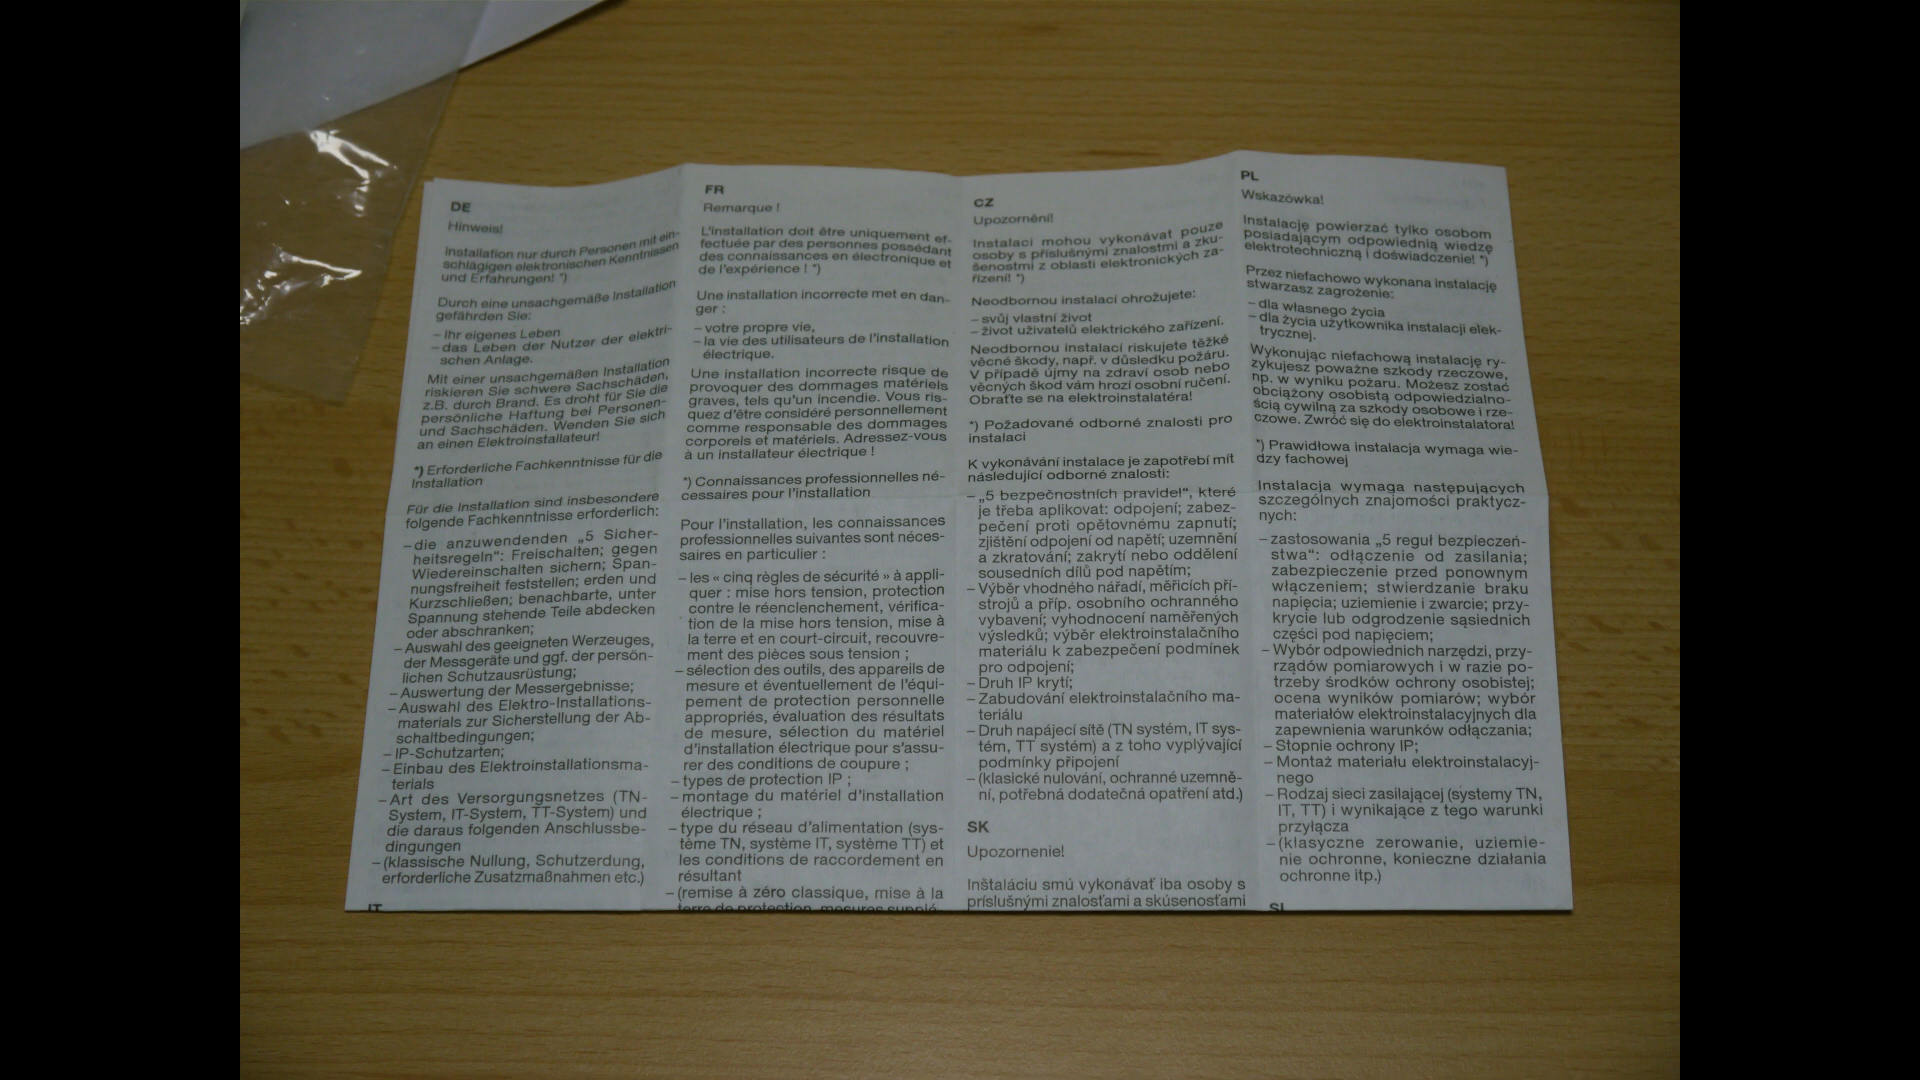 DE
Hinweis!
Installation nur durch Personen mit ein-
schlägigen elektronischen Kenntnissen
und Erfahrungen! *)
Durch eine unsachgemäße Installation
gefährden Sie:
– Ihr eigenes Leben
– das Leben der Nutzer der elektri-
schen Anlage.
Mit einer unsachgemäßen Installation
riskieren Sie schwere Sachschäden,
z.B. durch Brand. Es droht für Sie die
persönliche Haftung bei Personen-
und Sachschäden. Wenden Sie sich
an einen Elektroinstallateur!
*) Erforderliche Fachkenntnisse für die
Installation
Für die Installation sind insbesondere
folgende Fachkenntnisse erforderlich:
– die anzuwendenden „5 Sicher-
heitsregeln“: Freischalten; gegen
Wiedereinschalten sichern; Span-
nungsfreiheit feststellen; erden und
Kurzschließen; benachbarte, unter
Spannung stehende Teile abdecken
oder abschranken;
– Auswahl des geeigneten Werzeuges,
der Messgeräte und ggf. der persön-
lichen Schutzausrüstung;
– Auswertung der Messergebnisse;
– Auswahl des Elektro-Installations-
materials zur Sicherstellung der Ab-
schaltbedingungen;
– IP-Schutzarten;
– Einbau des Elektroinstallationsma-
terials
– Art des Versorgungsnetzes (TN-
System, IT-System, TT-System) und
die daraus folgenden Anschlussbe-
dingungen
– (klassische Nullung, Schutzerdung,
erforderliche Zusatzmaßnahmen etc.)
IT
FR
Remarque !
L'installation doit être uniquement ef-
fectuée par des personnes possédant
des connaissances en électronique et
de l'expérience ! *)
Une installation incorrecte met en dan-
ger :
– votre propre vie,
– la vie des utilisateurs de l'installation
électrique.
Une installation incorrecte risque de
provoquer des dommages matériels
graves, tels qu'un incendie. Vous ris-
quez d'être considéré personnellement
comme responsable des dommages
corporels et matériels. Adressez-vous
à un installateur électrique !
*) Connaissances professionnelles né-
cessaires pour l'installation
Pour l'installation, les connaissances
professionnelles suivantes sont néces-
saires en particulier :
– les « cinq règles de sécurité » à appli-
quer : mise hors tension, protection
contre le réenclenchement, vérifica-
tion de la mise hors tension, mise à
la terre et en court-circuit, recouvre-
ment des pièces sous tension ;
– sélection des outils, des appareils de
mesure et éventuellement de l'équi-
pement de protection personnelle
appropriés, évaluation des résultats
de mesure, sélection du matériel
d'installation électrique pour s'assu-
rer des conditions de coupure ;
– types de protection IP ;
– montage du matériel d'installation
électrique ;
– type du réseau d'alimentation (sys-
tème TN, système IT, système TT) et
les conditions de raccordement en
résultant
– (remise à zéro classique, mise à la
terre de protection, mesures supplé-
CZ
Upozornění!
Instalaci mohou vykonávat pouze
osoby s příslušnými znalostmi a zku-
šenostmi z oblasti elektronických za-
řízení! *)
Neodbornou instalací ohrožujete:
– svůj vlastní život
– život uživatelů elektrického zařízení.
Neodbornou instalací riskujete těžké
věcné škody, např. v důsledku požáru.
V případě újmy na zdraví osob nebo
věcných škod vám hrozí osobní ručení.
Obraťte se na elektroinstalatéra!
*) Požadované odborné znalosti pro
instalaci
K vykonávání instalace je zapotřebí mít
následující odborné znalosti:
– „5 bezpečnostních pravidel“, které
je třeba aplikovat: odpojení; zabez-
pečení proti opětovnému zapnutí;
zjištění odpojení od napětí; uzemnění
a zkratování; zakrytí nebo oddělení
sousedních dílů pod napětím;
– Výběr vhodného nářadí, měřicích pří-
strojů a příp. osobního ochranného
vybavení; vyhodnocení naměřených
výsledků; výběr elektroinstalačního
materiálu k zabezpečení podmínek
pro odpojení;
– Druh IP krytí;
– Zabudování elektroinstalačního ma-
teriálu
– Druh napájecí sítě (TN systém, IT sys-
tém, TT systém) a z toho vyplývající
podmínky připojení
– (klasické nulování, ochranné uzemně-
ní, potřebná dodatečná opatření atd.)
SK
Upozornenie!
Inštaláciu smú vykonávať iba osoby s
príslušnými znalosťami a skúsenosťami
PL
Wskazówka!
Instalację powierzać tylko osobom
posiadającym odpowiednią wiedzę
elektrotechniczną i doświadczenie! *)
Przez niefachowo wykonana instalację
stwarzasz zagrożenie:
– dla własnego życia
– dla życia użytkownika instalacji elek-
trycznej.
Wykonując niefachową instalację ry-
zykujesz poważne szkody rzeczowe,
np. w wyniku pożaru. Możesz zostać
obciążony osobistą odpowiedzialno-
ścią cywilną za szkody osobowe i rze-
czowe. Zwróć się do elektroinstalatora!
*) Prawidłowa instalacja wymaga wie-
dzy fachowej
Instalacja wymaga następujących
szczególnych znajomości praktycz-
nych:
– zastosowania „5 reguł bezpieczeń-
stwa“: odłączenie od zasilania;
zabezpieczenie przed ponownym
włączeniem; stwierdzanie braku
napięcia; uziemienie i zwarcie; przy-
krycie lub odgrodzenie sąsiednich
części pod napięciem;
– Wybór odpowiednich narzędzi, przy-
rządów pomiarowych i w razie po-
trzeby środków ochrony osobistej;
ocena wyników pomiarów; wybór
materiałów elektroinstalacyjnych dla
zapewnienia warunków odłączania;
– Stopnie ochrony IP;
– Montaż materiału elektroinstalacyj-
nego
– Rodzaj sieci zasilającej (systemy TN,
IT, TT) i wynikające z tego warunki
przyłącza
– (klasyczne zerowanie, uziemie-
nie ochronne, konieczne działania
ochronne itp.)
SI